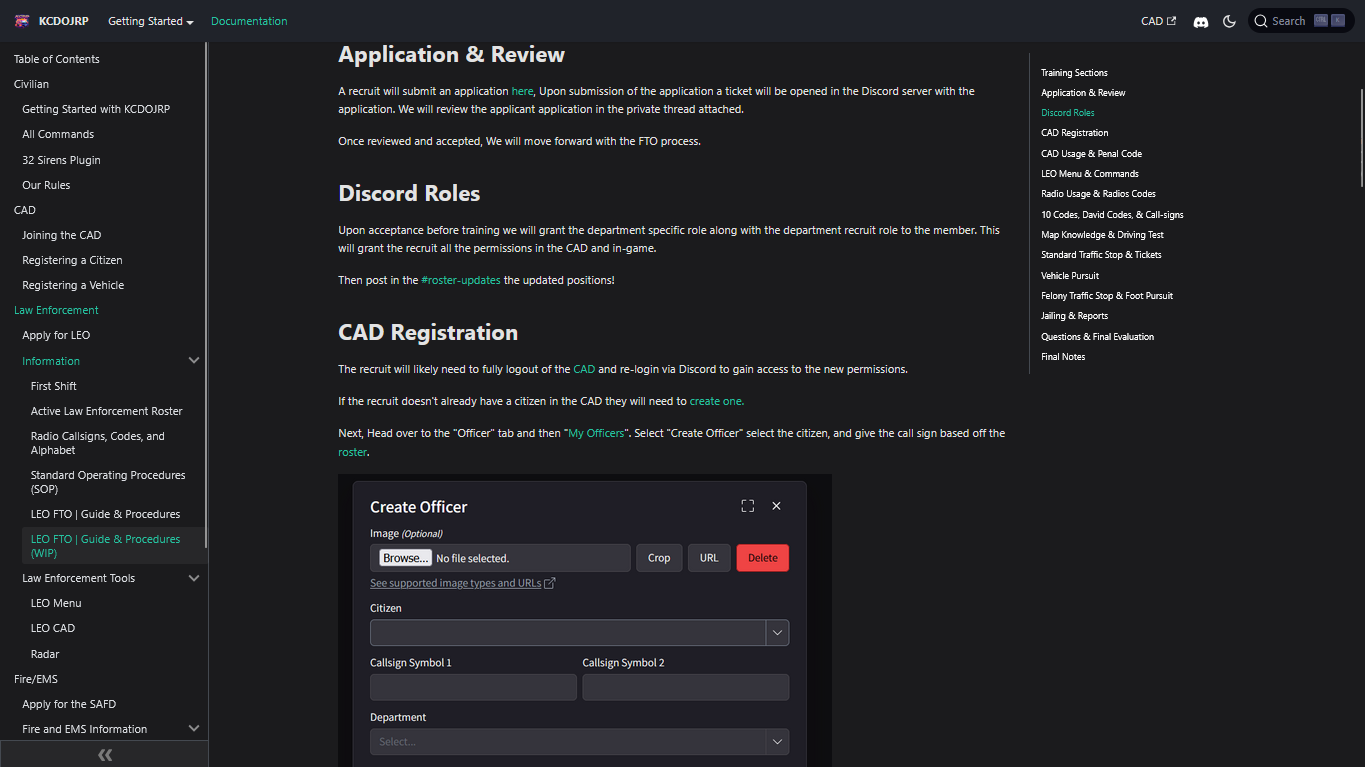 KCDOJRP
Getting Started
Documentation
CAD
Search
Table of Contents
Civilian
Getting Started with KCDOJRP
All Commands
32 Sirens Plugin
Our Rules
CAD
Joining the CAD
Registering a Citizen
Registering a Vehicle
Law Enforcement
Apply for LEO
Information
First Shift
Active Law Enforcement Roster
Radio Callsigns, Codes, and
Alphabet
Standard Operating Procedures
(SOP)
LEO FTO | Guide & Procedures
LEO FTO | Guide & Procedures
(WIP)
Law Enforcement Tools
LEO Menu
LEO CAD
Radar
Fire/EMS
Apply for the SAFD
Fire and EMS Information
Application & Review
A recruit will submit an application here, Upon submission of the application a ticket will be opened in the Discord server with the
application. We will review the applicant application in the private thread attached.
Once reviewed and accepted, We will move forward with the FTO process.
Discord Roles
Upon acceptance before training we will grant the department specific role along with the department recruit role to the member. This
will grant the recruit all the permissions in the CAD and in-game.
Then post in the #roster-updates the updated positions!
CAD Registration
The recruit will likely need to fully logout of the CAD and re-login via Discord to gain access to the new permissions.
If the recruit doesn't already have a citizen in the CAD they will need to create one.
Next, Head over to the "Officer" tab and then "My Officers". Select "Create Officer" select the citizen, and give the call sign based off the
roster.
Create Officer
Image (Optional)
Browse... No file selected.
Crop
URL
Delete
See supported image types and URLs
Citizen
Callsign Symbol 1
Callsign Symbol 2
Department
Select...
Training Sections
Application & Review
Discord Roles
CAD Registration
CAD Usage & Penal Code
LEO Menu & Commands
Radio Usage & Radios Codes
10 Codes, David Codes, & Call-signs
Map Knowledge & Driving Test
Standard Traffic Stop & Tickets
Vehicle Pursuit
Felony Traffic Stop & Foot Pursuit
Jailing & Reports
Questions & Final Evaluation
Final Notes